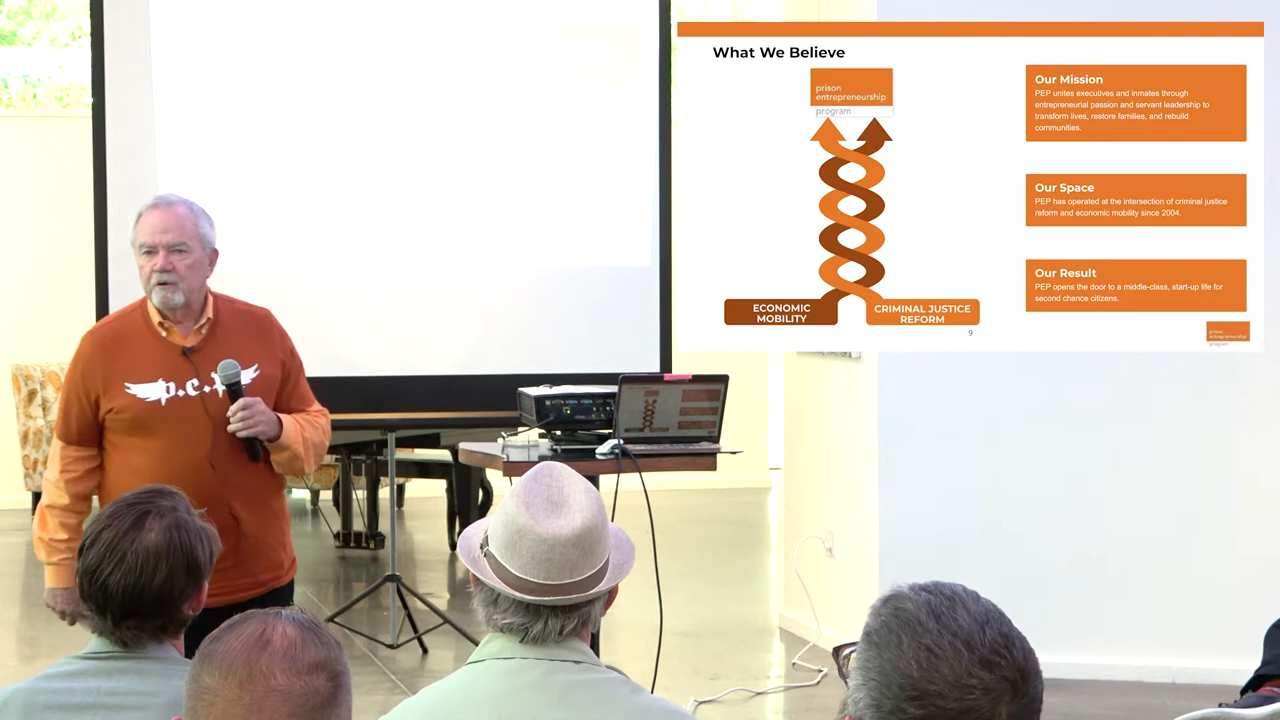 What We Believe
prison
entrepreneurship
program
ECONOMIC
MOBILITY
CRIMINAL JUSTICE
REFORM
Our Mission
PEP unites executives and inmates through
entrepreneurial passion and servant leadership to
transform lives, restore families, and rebuild
communities.
Our Space
PEP has operated at the intersection of criminal justice
reform and economic mobility since 2004.
Our Result
PEP opens the door to a middle-class, start-up life for
second chance citizens.
9
prison
entrepreneurship
program
p.e.p